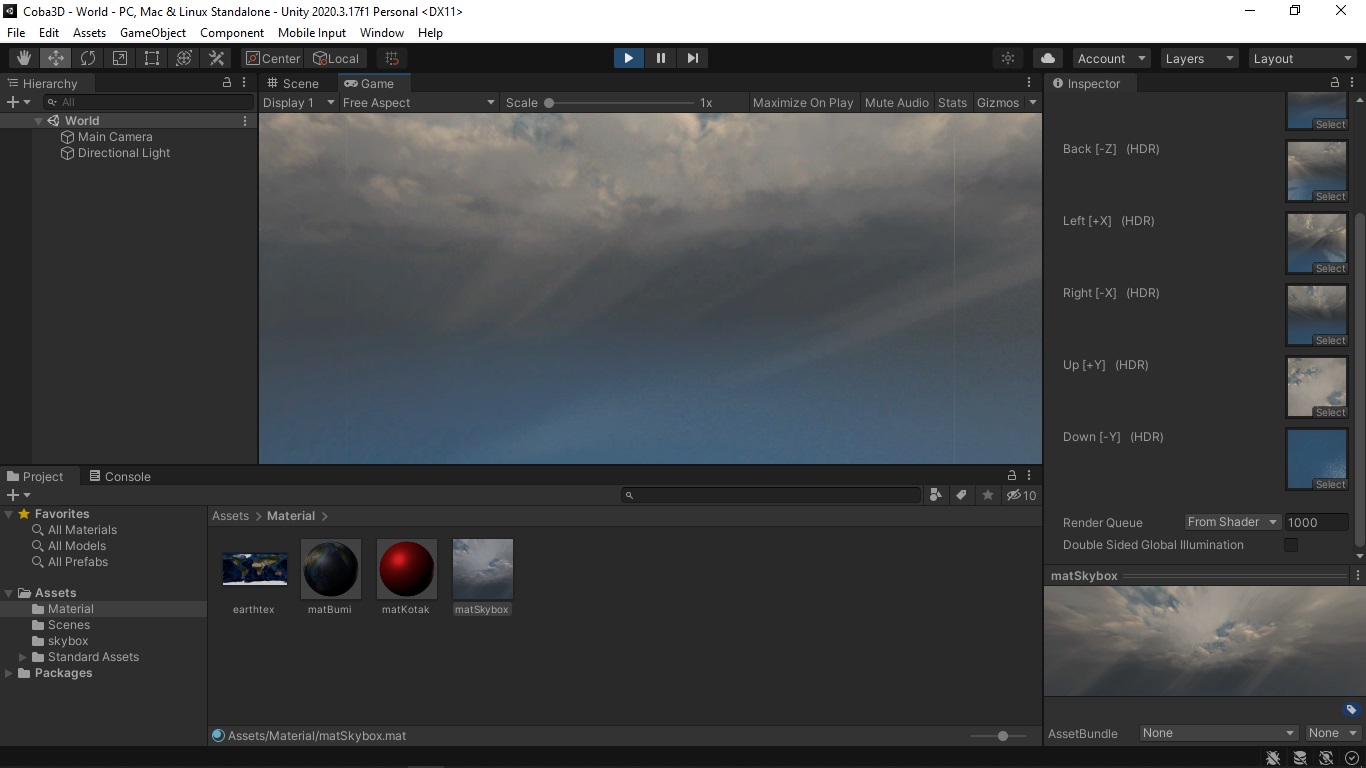 Coba3D - World - PC, Mac & Linux Standalone - Unity 2020.3.17f1 Personal <DX11>
File Edit Assets GameObject Component Mobile Input Window Help
Center Local Account Layers Layout
Hierarchy Scene Game Inspector
All Display 1 Free Aspect Scale 1x Maximize On Play Mute Audio Stats Gizmos
World
Main Camera
Directional Light
Select
Back [-Z] (HDR)
Select
Left [+X] (HDR)
Select
Right [-X] (HDR)
Select
Up [+Y] (HDR)
Select
Down [-Y] (HDR)
Select
Render Queue From Shader 1000
Double Sided Global Illumination
Project Console
10
Favorites
All Materials
All Models
All Prefabs
Assets
Material
Scenes
skybox
Standard Assets
Packages
Assets > Material >
earthtex matBumi matKotak matSkybox
Assets/Material/matSkybox.mat
matSkybox
AssetBundle None None